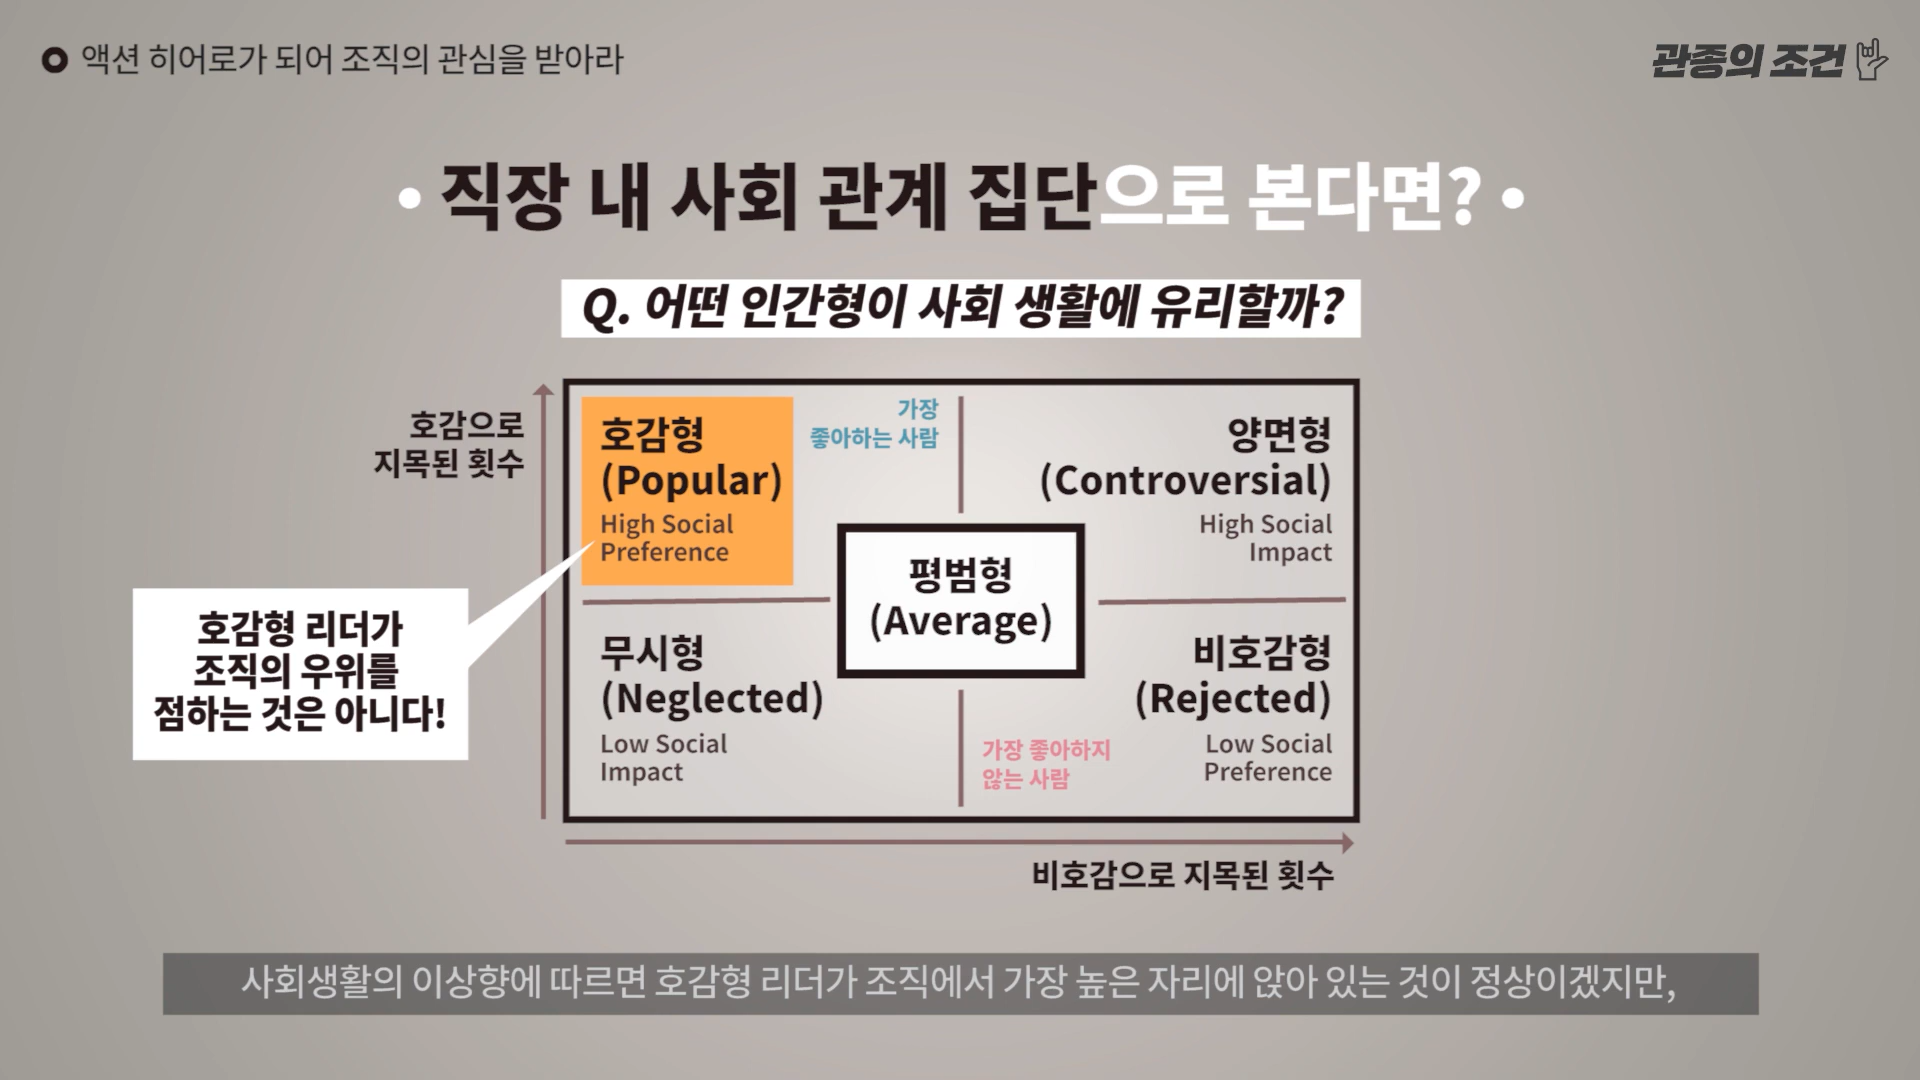 액션 히어로가 되어 조직의 관심을 받아라
관종의 조건
직장 내 사회 관계 집단으로 본다면?
Q. 어떤 인간형이 사회 생활에 유리할까?
호감으로
지목된 횟수
호감형
(Popular)
High Social
Preference
가장
좋아하는 사람
양면형
(Controversial)
High Social
Impact
평범형
(Average)
호감형 리더가
조직의 우위를
점하는 것은 아니다!
무시형
(Neglected)
Low Social
Impact
가장 좋아하지
않는 사람
비호감형
(Rejected)
Low Social
Preference
비호감으로 지목된 횟수
사회생활의 이상향에 따르면 호감형 리더가 조직에서 가장 높은 자리에 앉아 있는 것이 정상이겠지만,